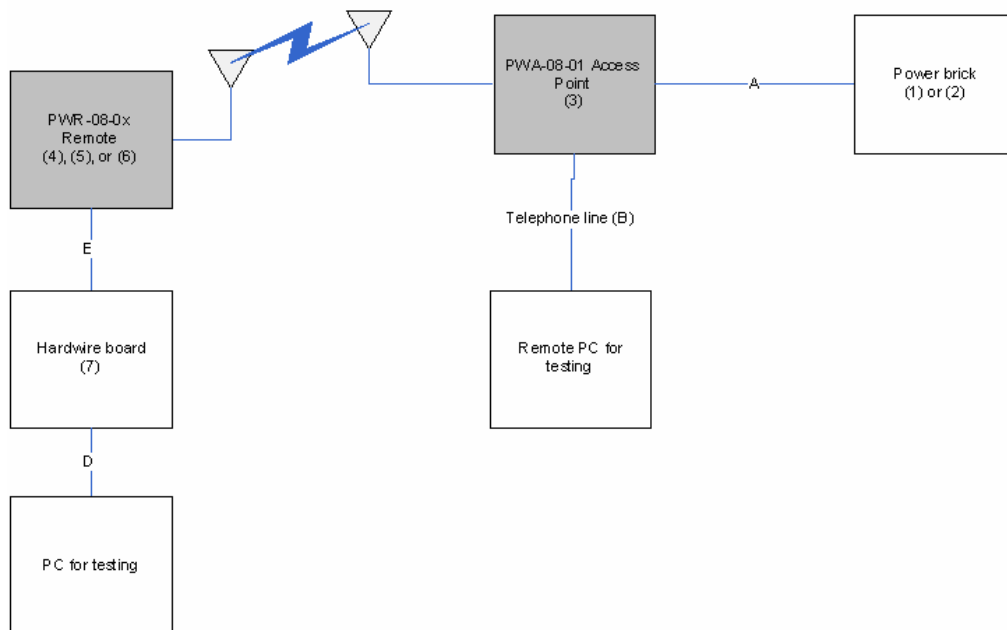 PWR-08-0x
Remote
(4), (5), or (6)
PWA-08-01 Access
Point
(3)
A
Power brick
(1) or (2)
E
Telephone line (B)
Hardwire board
(7)
Remote PC for
testing
D
PC for testing